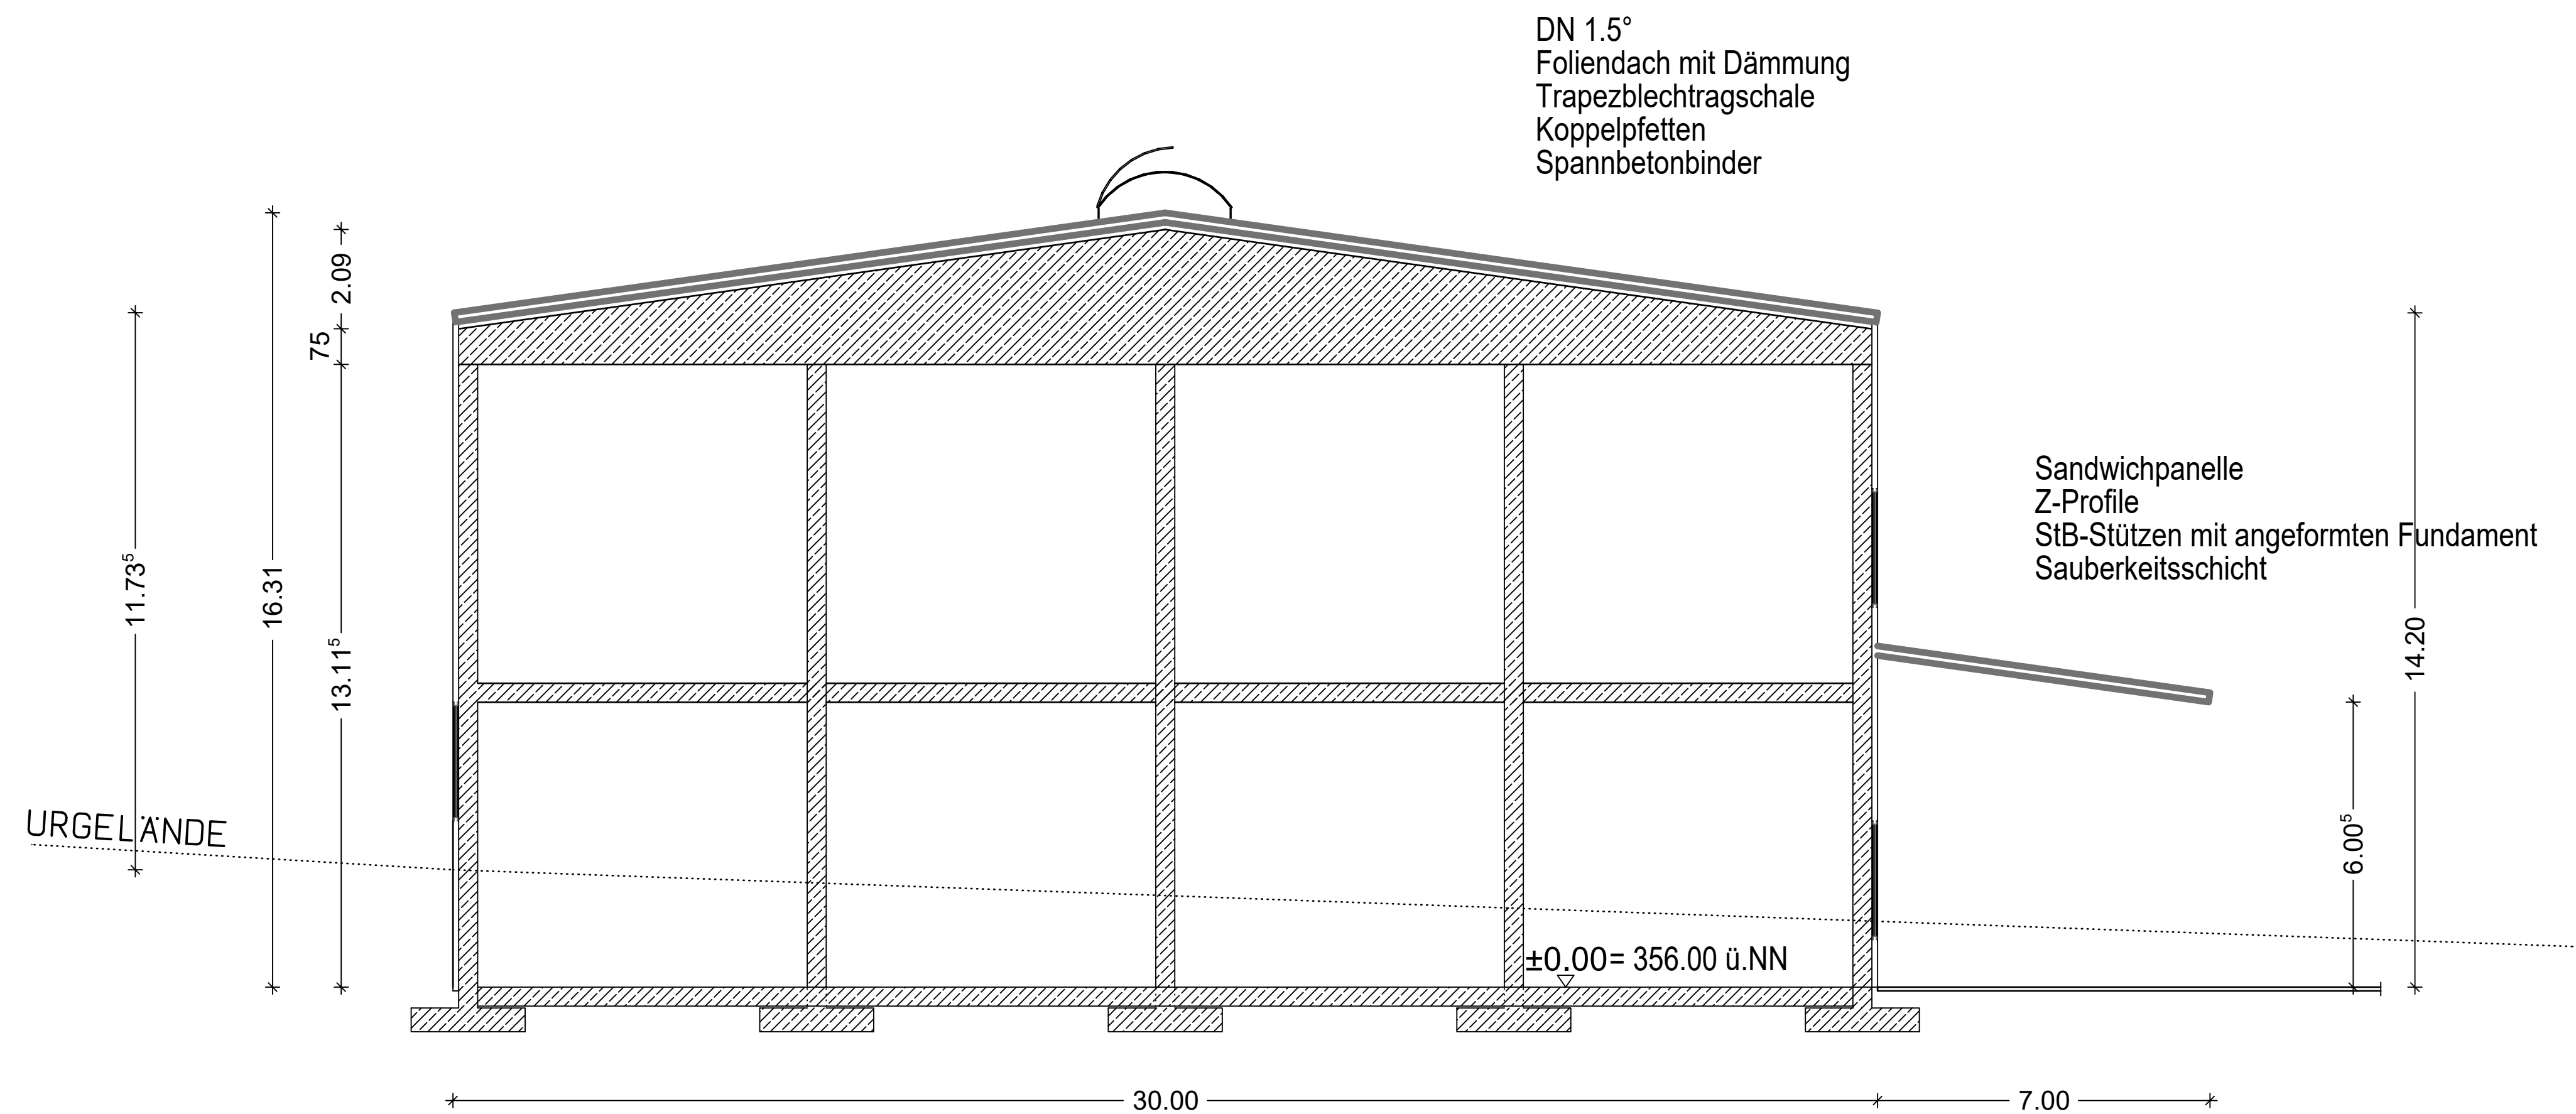 DN 1.5°
Foliendach mit Dämmung
Trapezblechtragschale
Koppelpfetten
Spannbetonbinder
2.09
75
11.73⁵
16.31
13.11⁵
Sandwichpanelle
Z-Profile
StB-Stützen mit angeformten Fundament
Sauberkeitsschicht
14.20
6.00⁵
URGELÄNDE
±0.00= 356.00 ü.NN
30.00
7.00